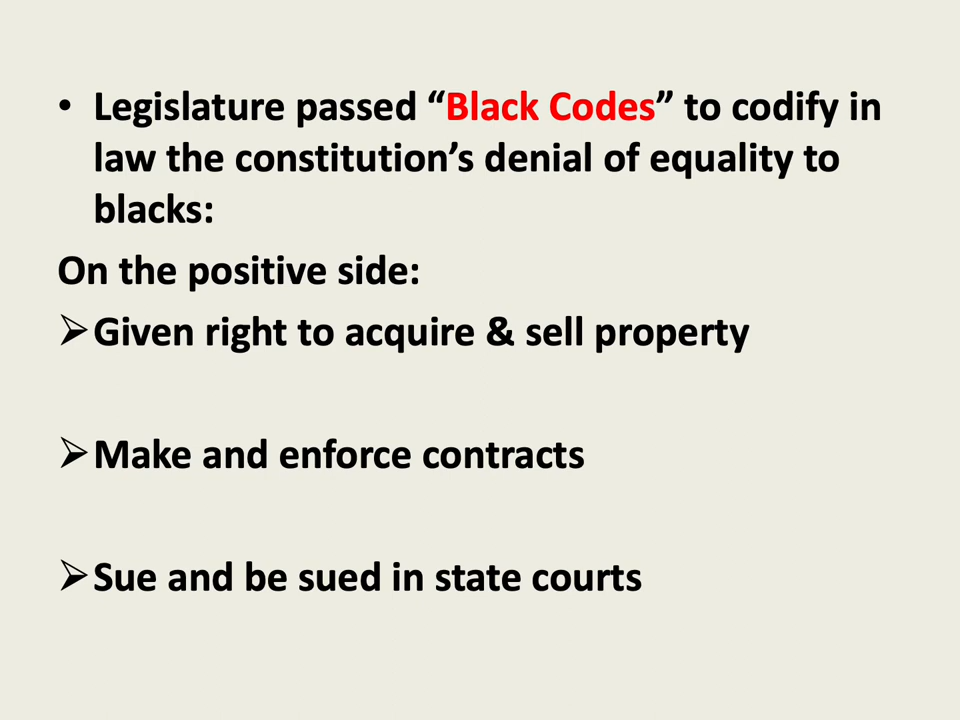 • Legislature passed “Black Codes” to codify in
law the constitution’s denial of equality to
blacks:
On the positive side:
➢Given right to acquire & sell property
➢Make and enforce contracts
➢Sue and be sued in state courts